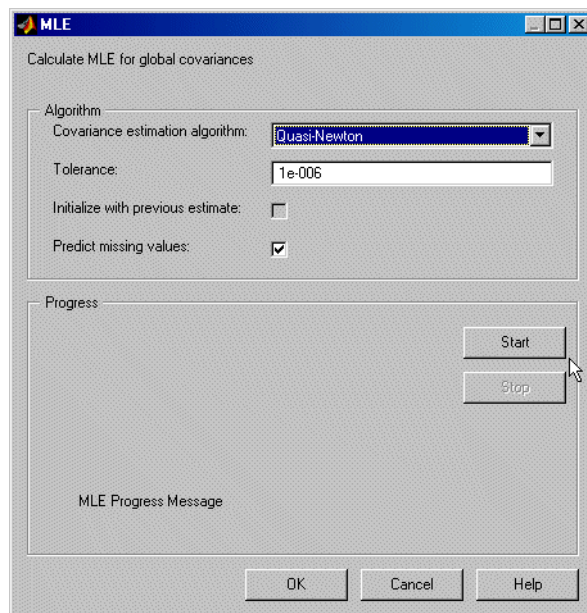 MLE
Calculate MLE for global covariances
Algorithm
Covariance estimation algorithm: Quasi-Newton
Tolerance: 1e-006
Initialize with previous estimate:
Predict missing values:
Progress
Start
Stop
MLE Progress Message
OK Cancel Help